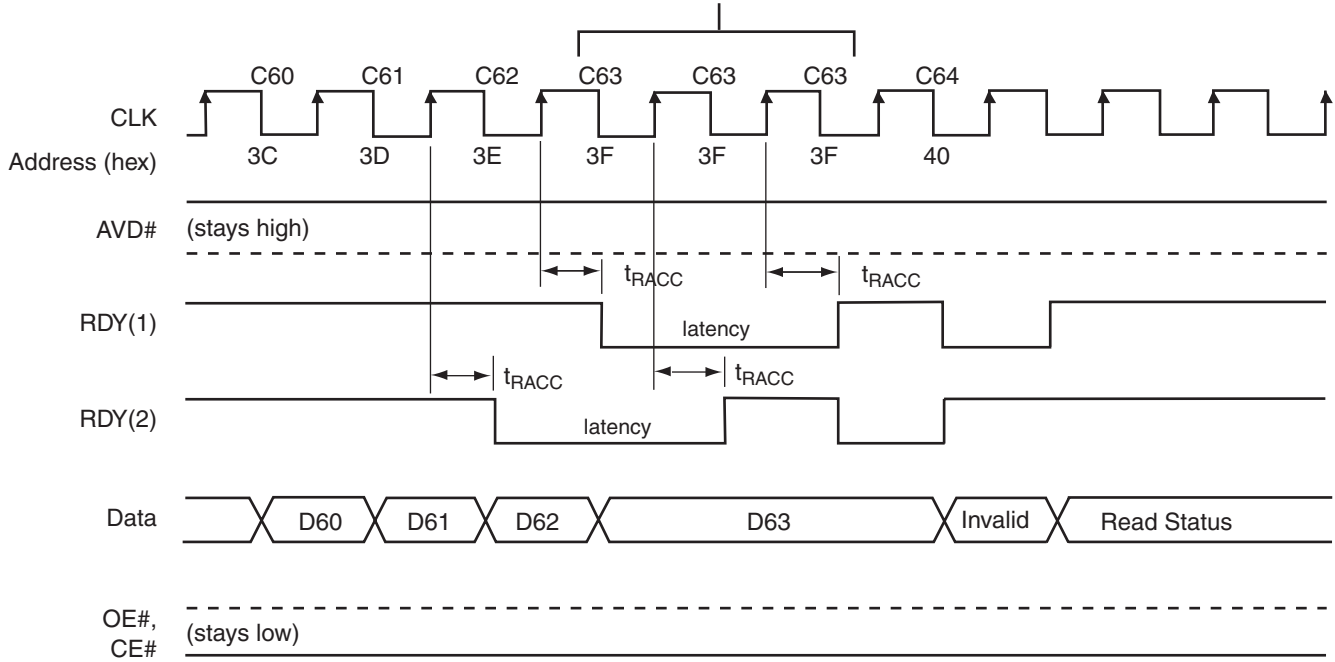 C60 C61 C62 C63 C63 C63 C64
CLK
3C 3D 3E 3F 3F 3F 40
Address (hex)
AVD# (stays high)
tRACC tRACC
RDY(1)
latency
tRACC tRACC
RDY(2)
latency
Data D60 D61 D62 D63 Invalid Read Status
OE#,
CE# (stays low)